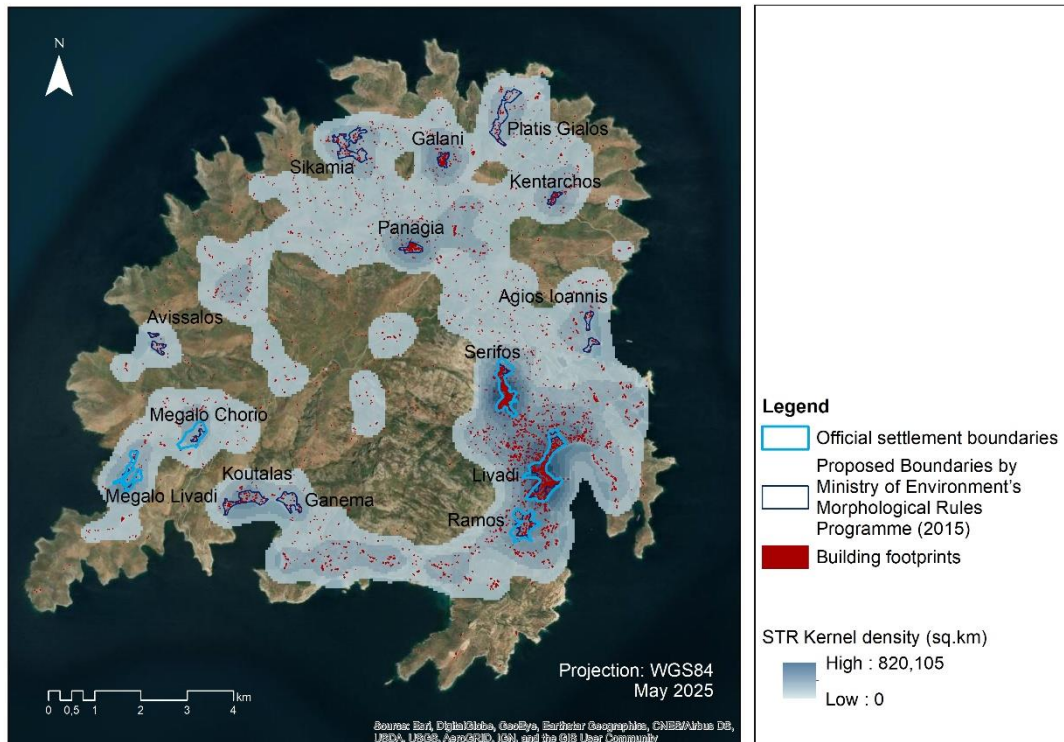 N
Platis Gialos
Galani
Sikamia
Kentarchos
Panagia
Agios Ioannis
Avissalos
Serifos
Megalo Chorio
Livadi
Koutalas
Megalo Livadi
Ganema
Ramos
Projection: WGS84
May 2025
km
0 0,5 1 2 3 4
Source: Esri, DigitalGlobe, GeoEye, Earthstar Geographics, CNES/Airbus DS,
USDA, USGS, AeroGRID, IGN, and the GIS User Community
Legend
Official settlement boundaries
Proposed Boundaries by
Ministry of Environment's
Morphological Rules
Programme (2015)
Building footprints
STR Kernel density (sq.km)
High : 820,105
Low : 0